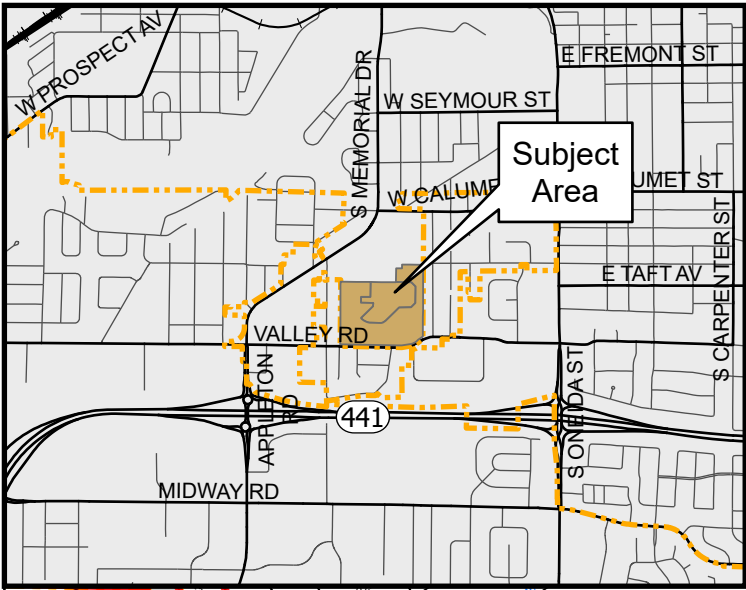 W PROSPECT AV
S MEMORIAL DR
E FREMONT ST
W SEYMOUR ST
Subject
Area
W CALUME
UMET ST
S CARPENTER ST
E TAFT AV
VALLEY RD
APPLETON
RD
441
S ONEIDA ST
MIDWAY RD